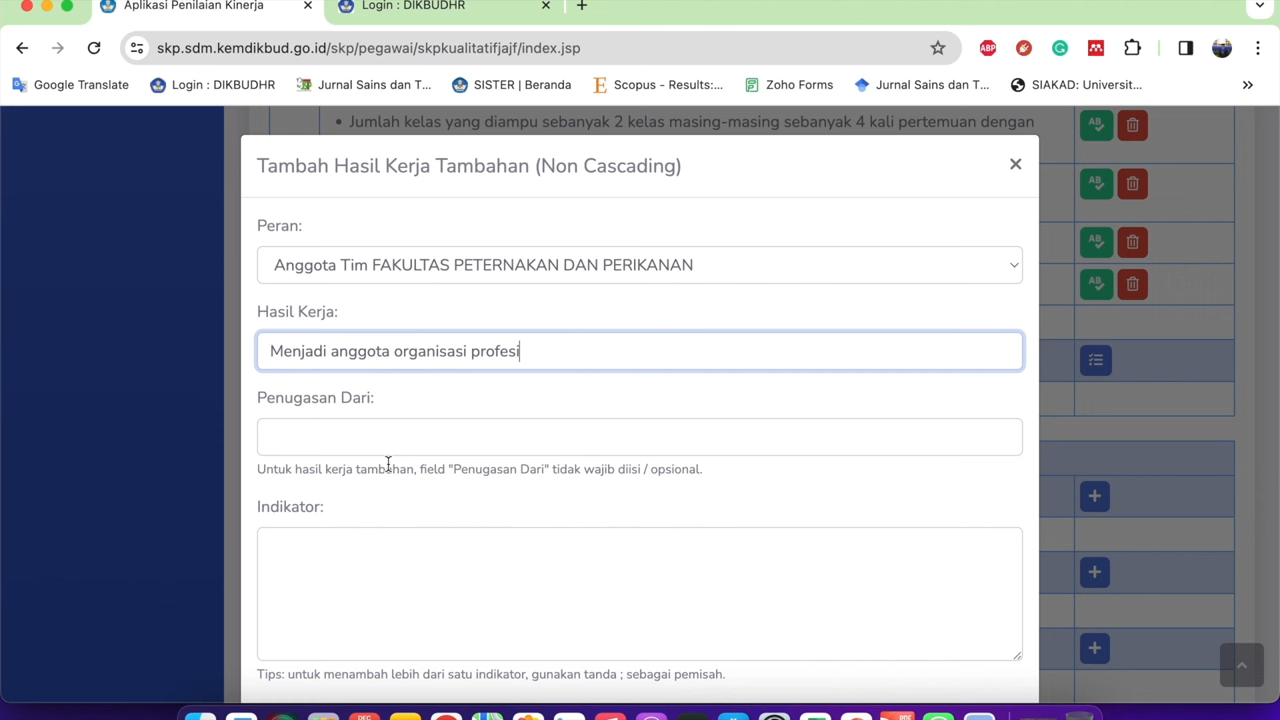 Aplikasi Penilaian Kinerja
Login : DIKBUDHR
skp.sdm.kemdikbud.go.id/skp/pegawai/skpkualitatifjajf/index.jsp
ABP
Google Translate
Login : DIKBUDHR
Jurnal Sains dan T...
SISTER | Beranda
Scopus - Results:...
Zoho Forms
Jurnal Sains dan T...
SIAKAD: Universit...
Jumlah kelas yang diampu sebanyak 2 kelas masing-masing sebanyak 4 kali pertemuan dengan
Tambah Hasil Kerja Tambahan (Non Cascading)
Peran:
Anggota Tim FAKULTAS PETERNAKAN DAN PERIKANAN
Hasil Kerja:
Menjadi anggota organisasi profesi
Penugasan Dari:
Untuk hasil kerja tambahan, field "Penugasan Dari" tidak wajib diisi / opsional.
Indikator:
Tips: untuk menambah lebih dari satu indikator, gunakan tanda ; sebagai pemisah.
DEC